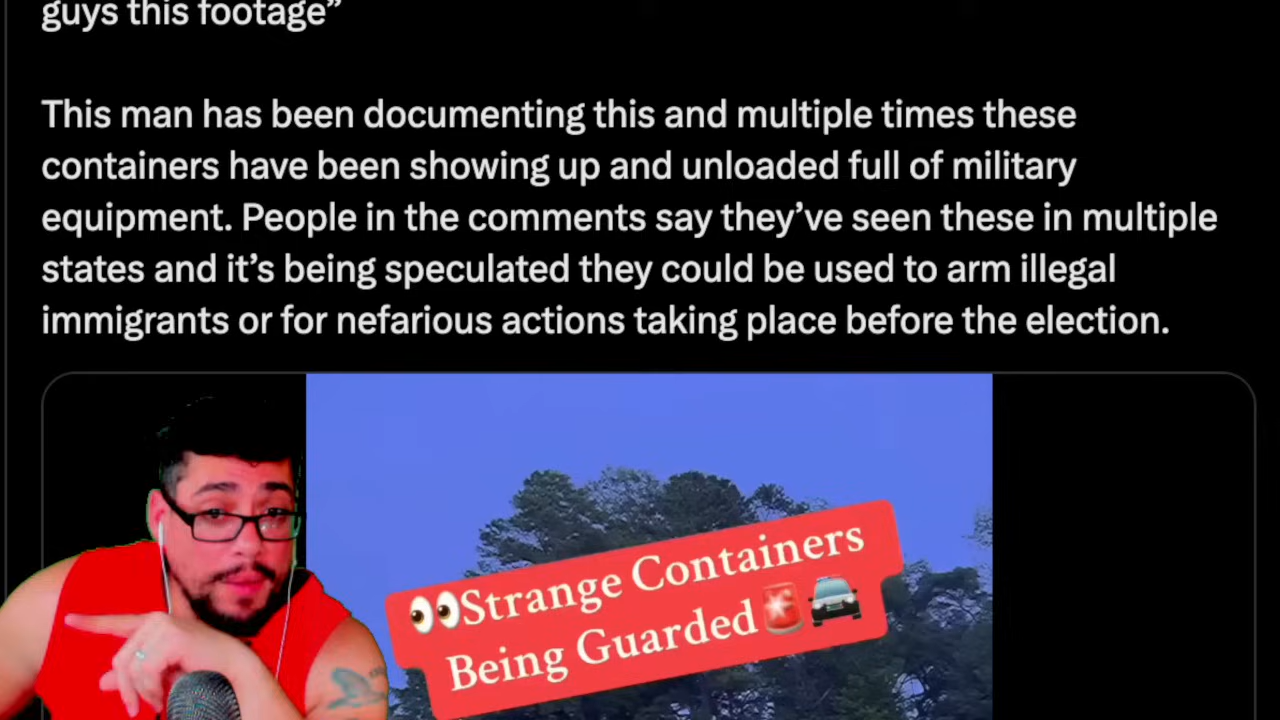 guys this footage”
This man has been documenting this and multiple times these
containers have been showing up and unloaded full of military
equipment. People in the comments say they’ve seen these in multiple
states and it’s being speculated they could be used to arm illegal
immigrants or for nefarious actions taking place before the election.
👀Strange Containers
Being Guarded🚨🚔